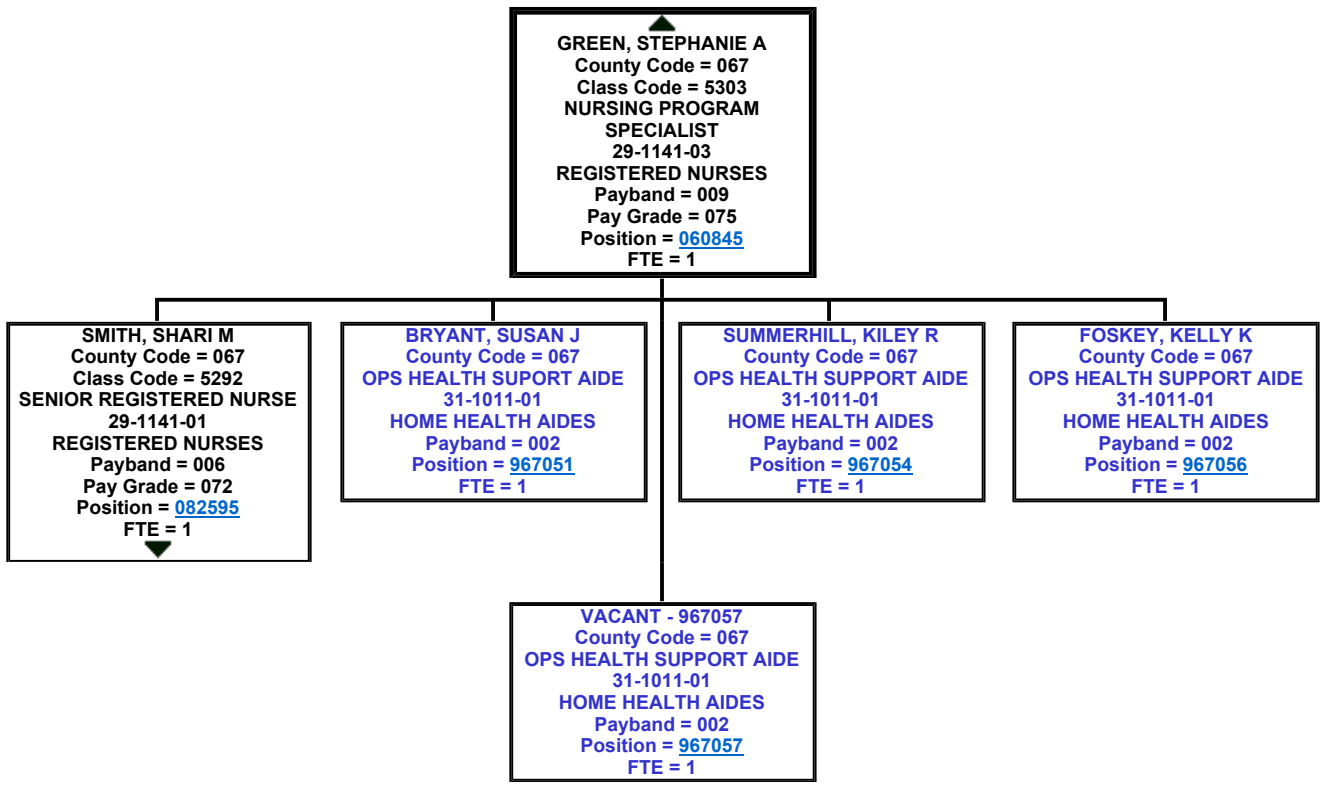 GREEN, STEPHANIE A
County Code = 067
Class Code = 5303
NURSING PROGRAM
SPECIALIST
29-1141-03
REGISTERED NURSES
Payband = 009
Pay Grade = 075
Position = 060845
FTE = 1
SMITH, SHARI M
County Code = 067
Class Code = 5292
SENIOR REGISTERED NURSE
29-1141-01
REGISTERED NURSES
Payband = 006
Pay Grade = 072
Position = 082595
FTE = 1
BRYANT, SUSAN J
County Code = 067
OPS HEALTH SUPORT AIDE
31-1011-01
HOME HEALTH AIDES
Payband = 002
Position = 967051
FTE = 1
SUMMERHILL, KILEY R
County Code = 067
OPS HEALTH SUPPORT AIDE
31-1011-01
HOME HEALTH AIDES
Payband = 002
Position = 967054
FTE = 1
FOSKEY, KELLY K
County Code = 067
OPS HEALTH SUPPORT AIDE
31-1011-01
HOME HEALTH AIDES
Payband = 002
Position = 967056
FTE = 1
VACANT - 967057
County Code = 067
OPS HEALTH SUPPORT AIDE
31-1011-01
HOME HEALTH AIDES
Payband = 002
Position = 967057
FTE = 1